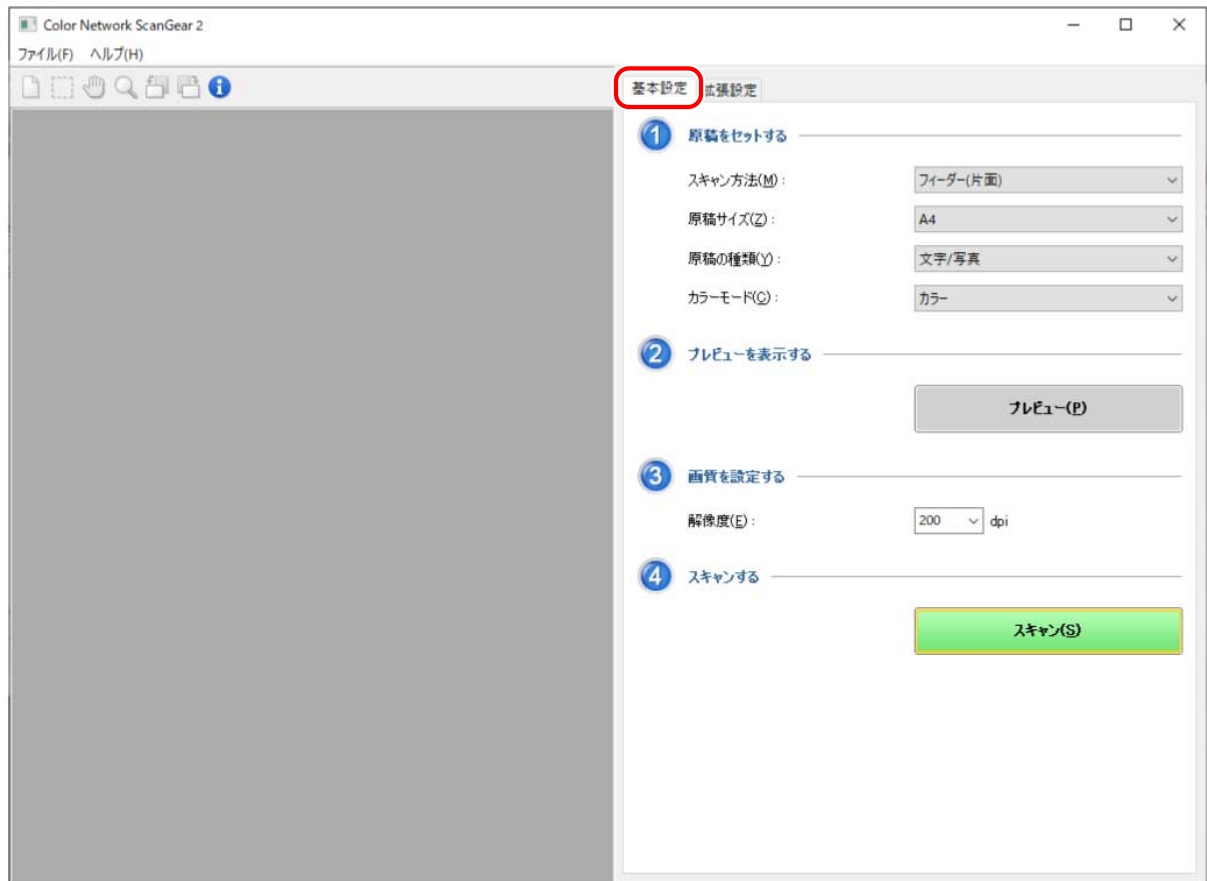 Color Network ScanGear 2
ファイル(F) ヘルプ(H)
基本設定 拡張設定
1 原稿をセットする
スキャン方法(M): フィーダー(片面)
原稿サイズ(Z): A4
原稿の種類(Y): 文字/写真
カラーモード(C): カラー
2 プレビューを表示する
プレビュー(P)
3 画質を設定する
解像度(E): 200 dpi
4 スキャンする
スキャン(S)